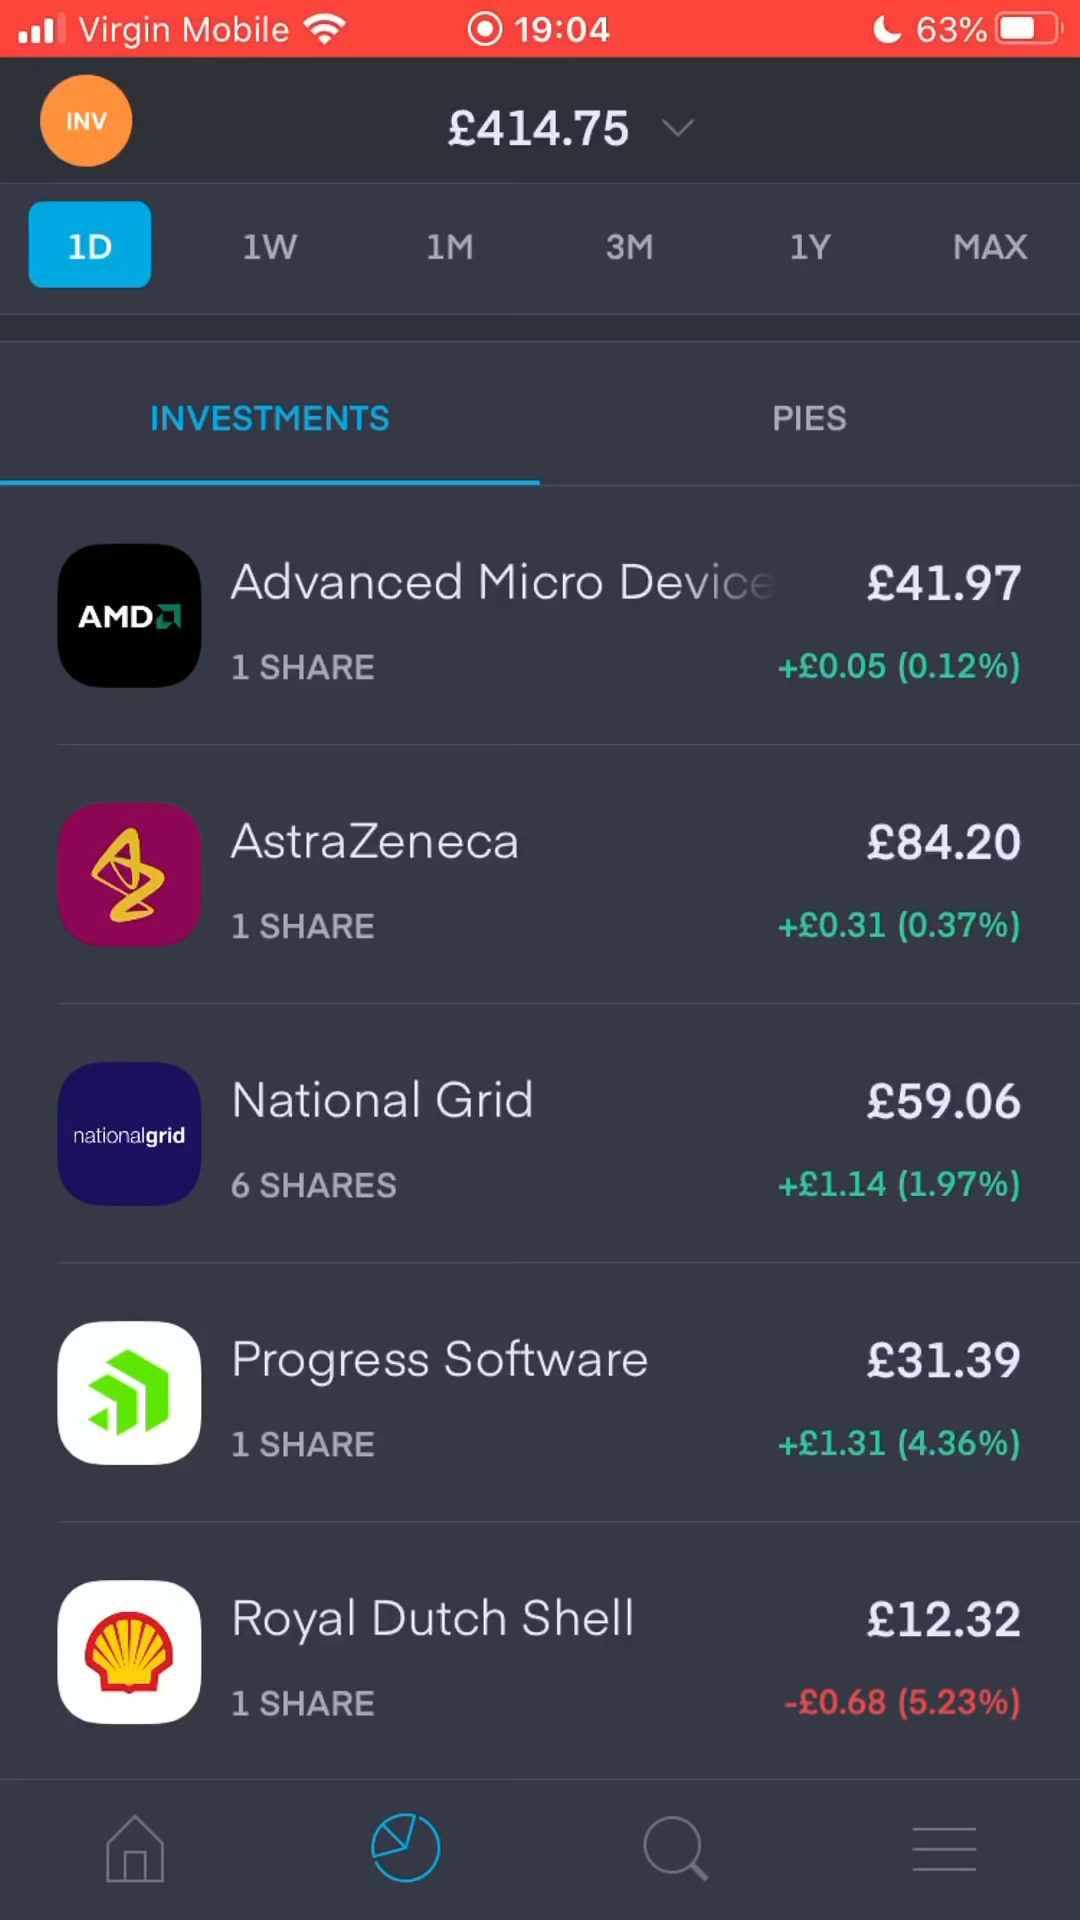 Virgin Mobile 19:04 63%
INV £414.75
1D 1W 1M 3M 1Y MAX
INVESTMENTS PIES
AMD Advanced Micro Device £41.97
1 SHARE +£0.05 (0.12%)
AstraZeneca £84.20
1 SHARE +£0.31 (0.37%)
National Grid £59.06
nationalgrid
6 SHARES +£1.14 (1.97%)
Progress Software £31.39
1 SHARE +£1.31 (4.36%)
Royal Dutch Shell £12.32
1 SHARE -£0.68 (5.23%)